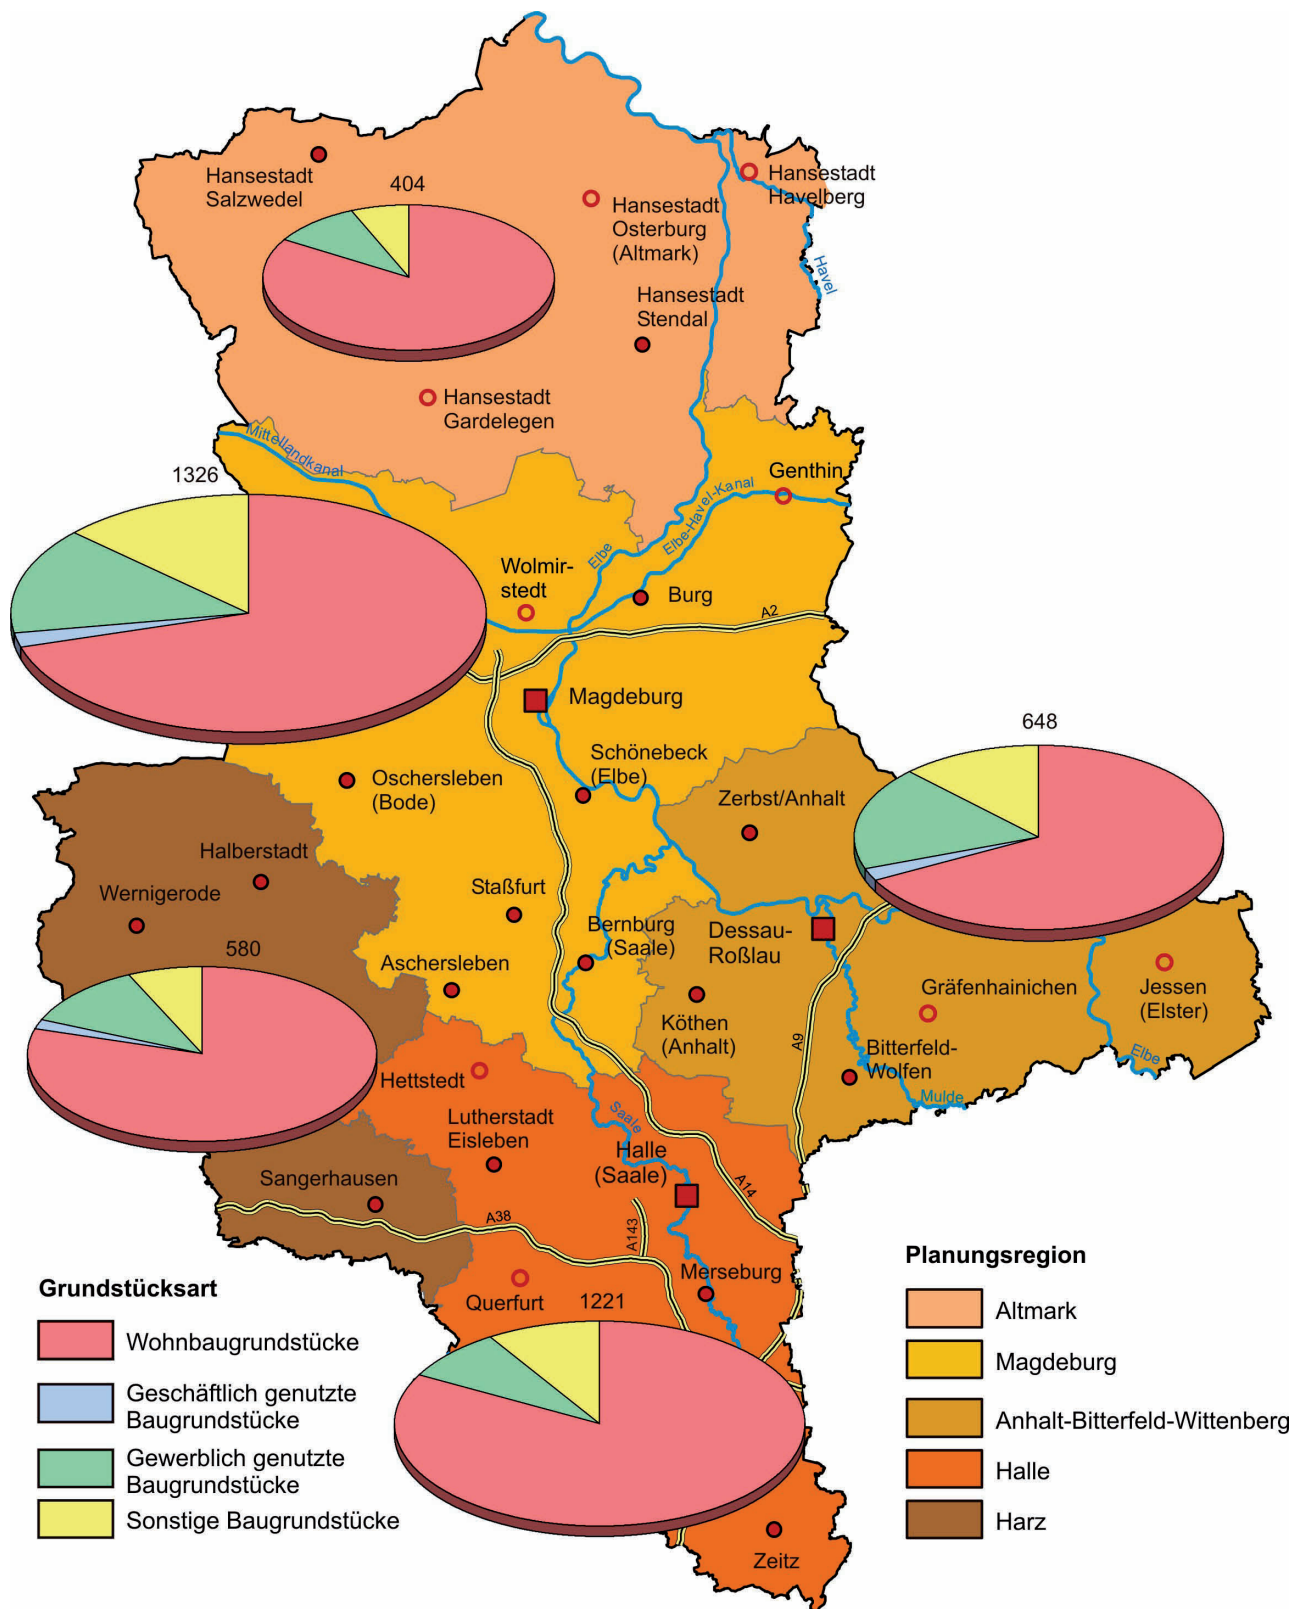 Hansestadt
Salzwedel
404
Hansestadt
Osterburg
(Altmark)
Hansestadt
Havelberg
Havel
Hansestadt
Stendal
Hansestadt
Gardelegen
Mittellandkanal
1326
Genthin
Elbe-Havel-Kanal
Elbe
Wolmir-
stedt
Burg
A2
Magdeburg
648
Schönebeck
(Elbe)
Oschersleben
(Bode)
Zerbst/Anhalt
Halberstadt
Wernigerode
Staßfurt
Bernburg
(Saale)
Dessau-
Roßlau
580
Aschersleben
Köthen
(Anhalt)
A9
Gräfenhainichen
Jessen
(Elster)
Bitterfeld-
Wolfen
Elbe
Mulde
Hettstedt
Saale
Lutherstadt
Eisleben
Halle
(Saale)
Sangerhausen
A14
A38
A143
Merseburg
Querfurt
1221
Zeitz
Grundstücksart
Wohnbaugrundstücke
Geschäftlich genutzte
Baugrundstücke
Gewerblich genutzte
Baugrundstücke
Sonstige Baugrundstücke
Planungsregion
Altmark
Magdeburg
Anhalt-Bitterfeld-Wittenberg
Halle
Harz